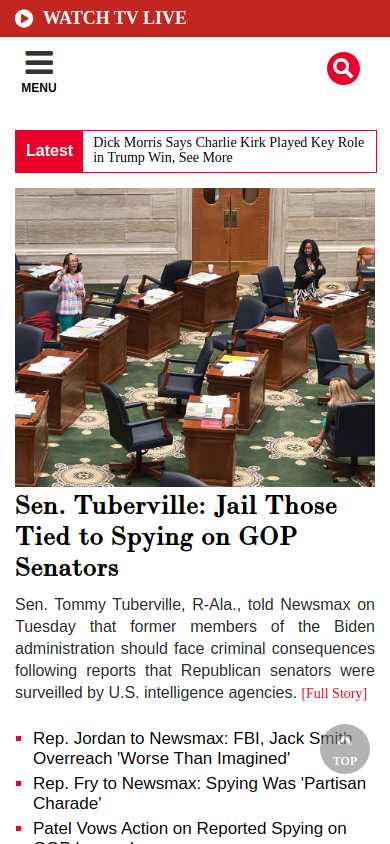 WATCH TV LIVE
MENU
Latest
Dick Morris Says Charlie Kirk Played Key Role
in Trump Win, See More
Sen. Tuberville: Jail Those
Tied to Spying on GOP
Senators
Sen. Tommy Tuberville, R-Ala., told Newsmax on
Tuesday that former members of the Biden
administration should face criminal consequences
following reports that Republican senators were
surveilled by U.S. intelligence agencies. [Full Story]
Rep. Jordan to Newsmax: FBI, Jack Smith
Overreach 'Worse Than Imagined'
TOP
Rep. Fry to Newsmax: Spying Was 'Partisan
Charade'
Patel Vows Action on Reported Spying on